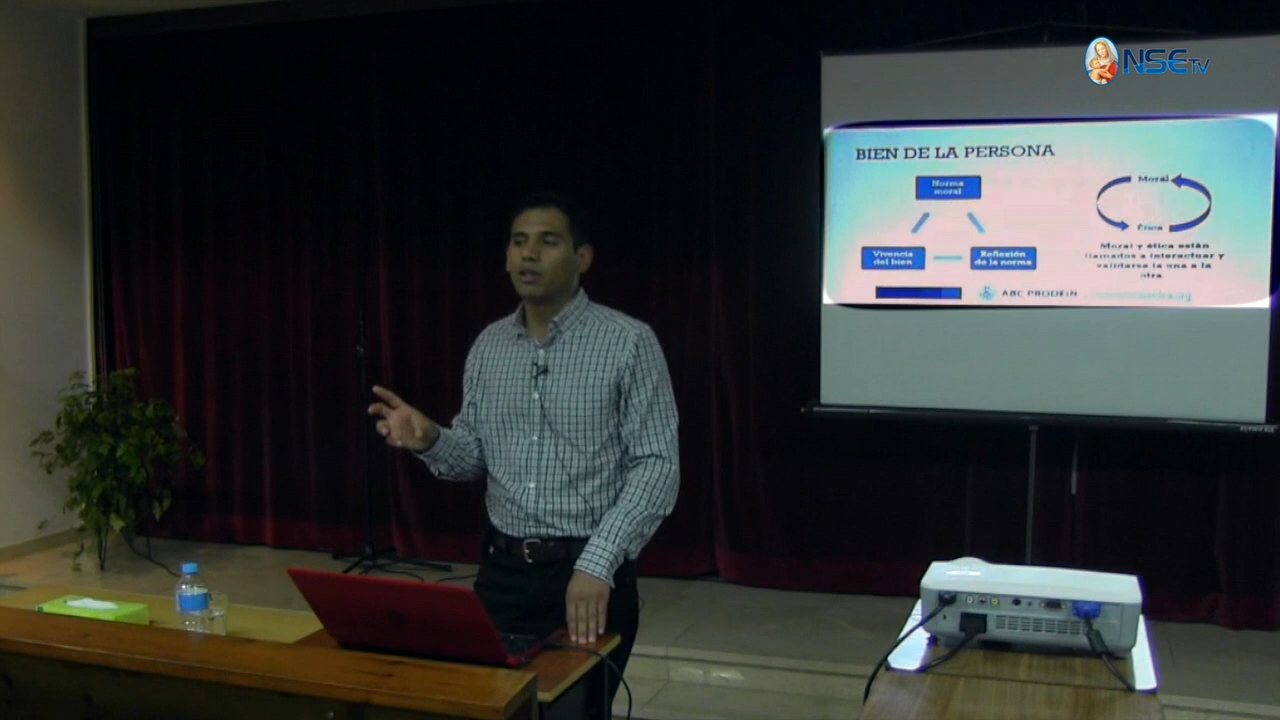 NSETV
BIEN DE LA PERSONA
Norma
moral
Vivencia
del bien
Reflexión
de la norma
Moral
Ética
Moral y ética están
llamados a interactuar y
validarse la una a la
otra
ABC PRODEIN